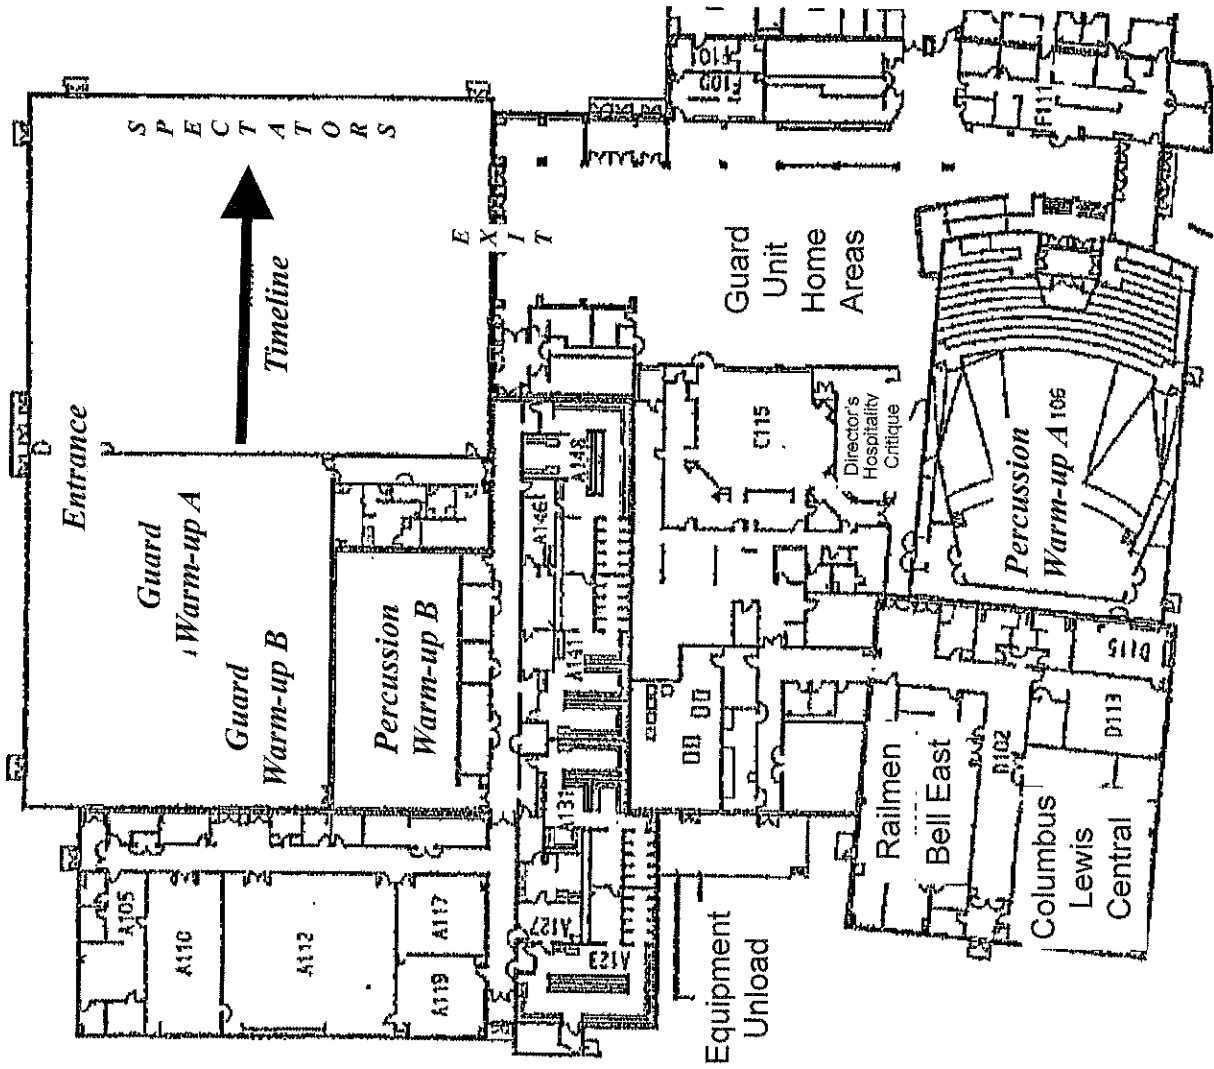 SPECTATORS
Timeline
EXIT
Entrance
Guard
Warm-up A
Guard
Warm-up B
Percussion
Warm-up B
A105
A110
A112
A117
A119
A123
A127
A131
A141
A146
A148
F101
F100
F111
Guard
Unit
Home
Areas
C115
Director's
Hospitality
Critique
Percussion
Warm-up A106
D115
D113
D102
Railmen
Bell East
Columbus
Lewis
Central
Equipment
Unload